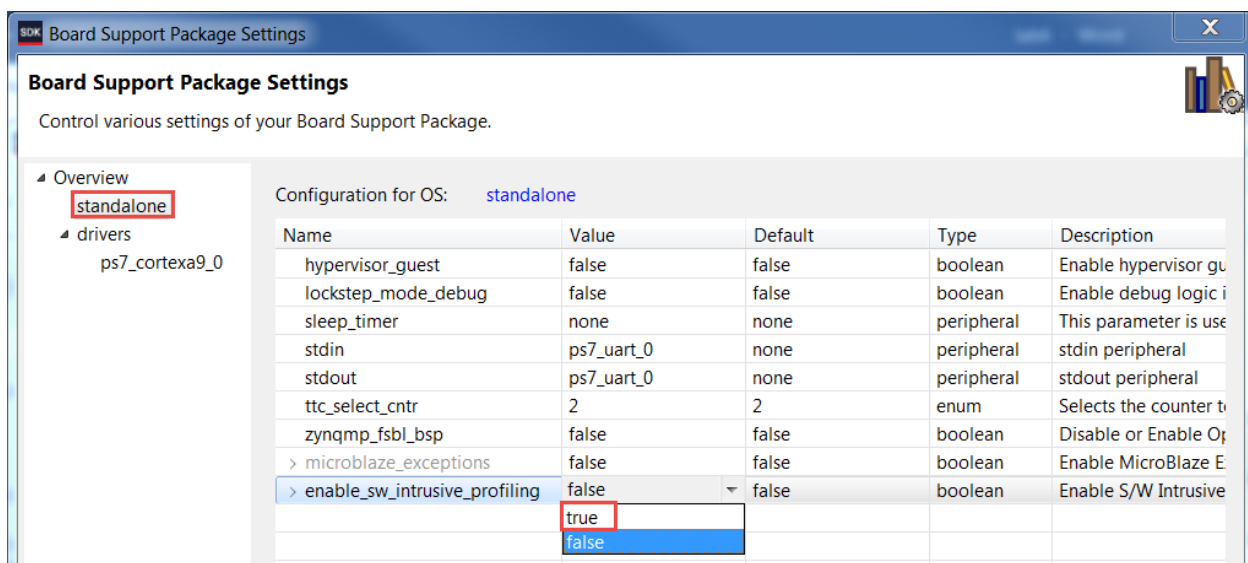 SDK Board Support Package Settings
X
Board Support Package Settings
Control various settings of your Board Support Package.
Overview
standalone
drivers
ps7_cortexa9_0
Configuration for OS: standalone
Name Value Default Type Description
hypervisor_guest false false boolean Enable hypervisor gu
lockstep_mode_debug false false boolean Enable debug logic i
sleep_timer none none peripheral This parameter is use
stdin ps7_uart_0 none peripheral stdin peripheral
stdout ps7_uart_0 none peripheral stdout peripheral
ttc_select_cntr 2 2 enum Selects the counter t
zynqmp_fsbl_bsp false false boolean Disable or Enable Op
> microblaze_exceptions false false boolean Enable MicroBlaze E
> enable_sw_intrusive_profiling false false boolean Enable S/W Intrusive
true
false